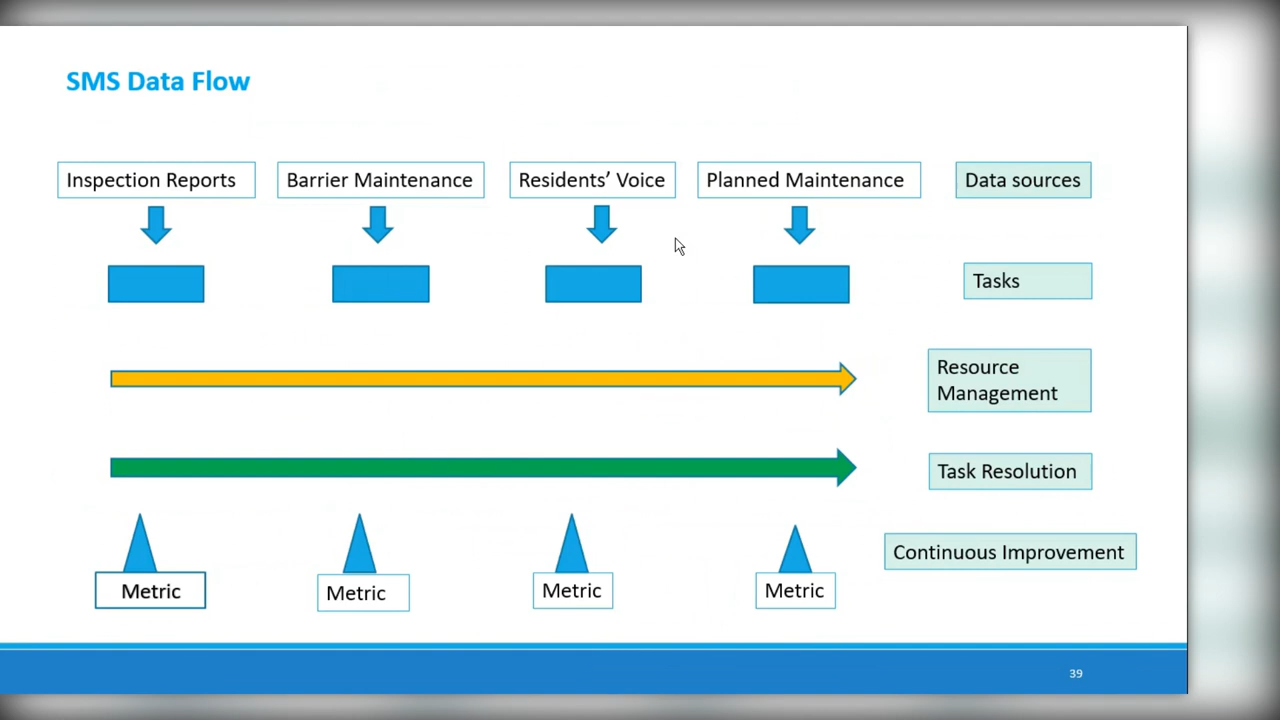 SMS Data Flow
Inspection Reports
Barrier Maintenance
Residents’ Voice
Planned Maintenance
Data sources
Tasks
Resource
Management
Task Resolution
Continuous Improvement
Metric
Metric
Metric
Metric
39